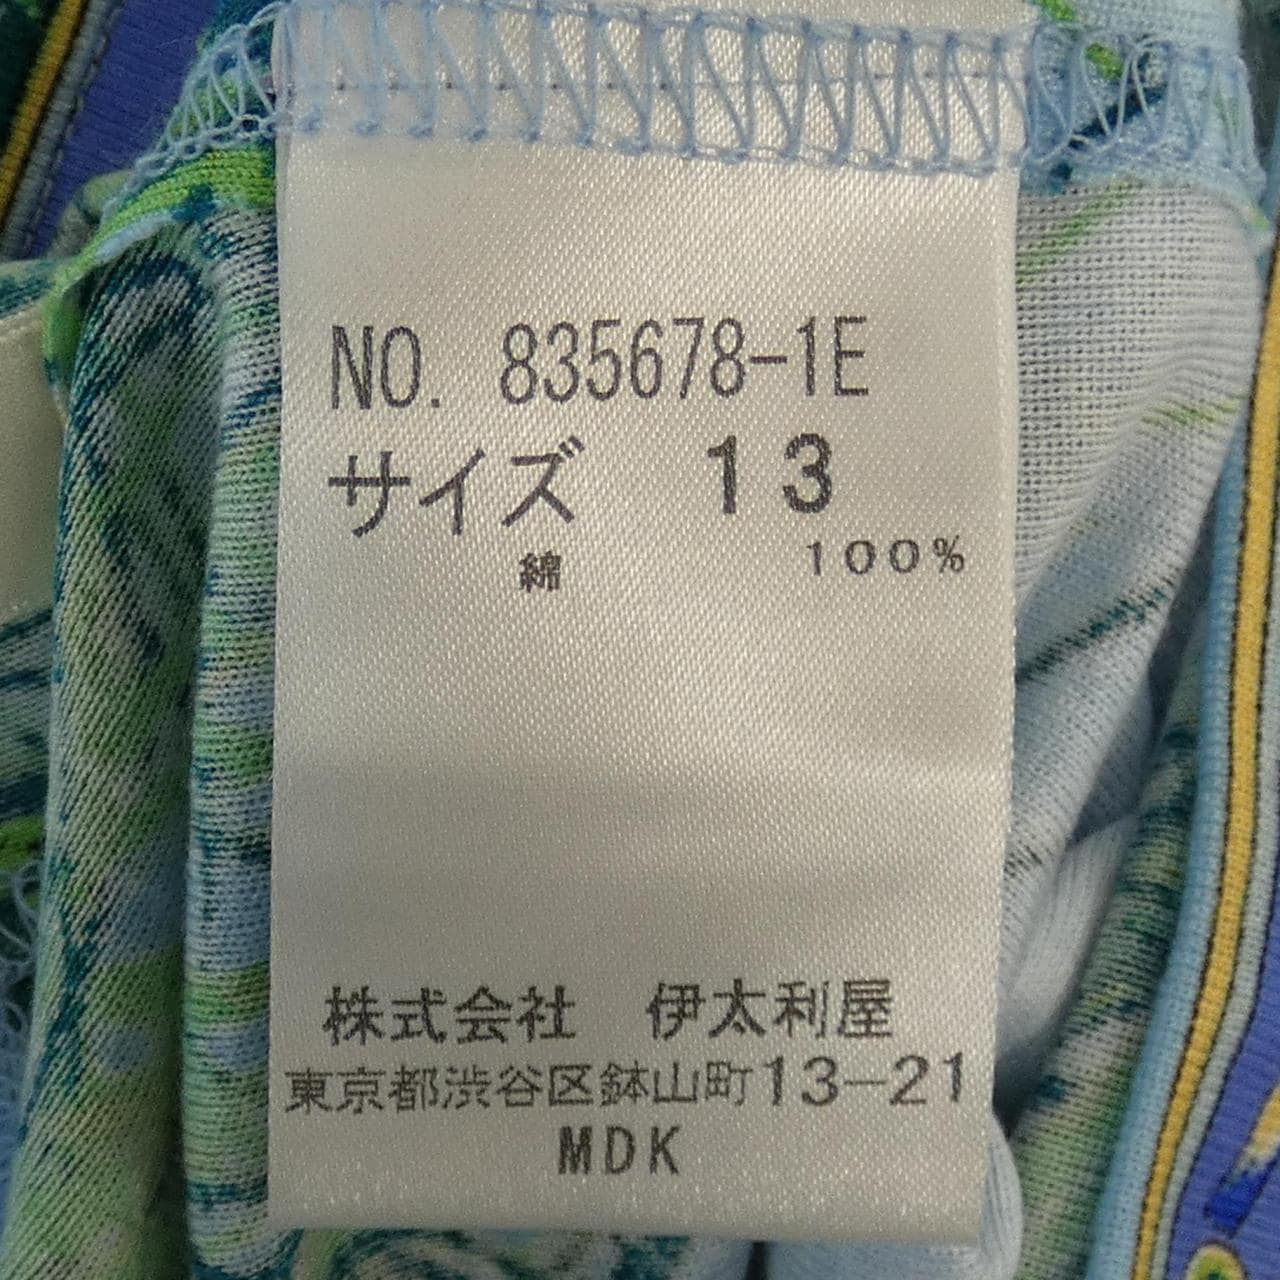 NO. 835678-1E
サイズ 13
綿 100%
株式会社 伊太利屋
東京都渋谷区鉢山町13-21
MDK